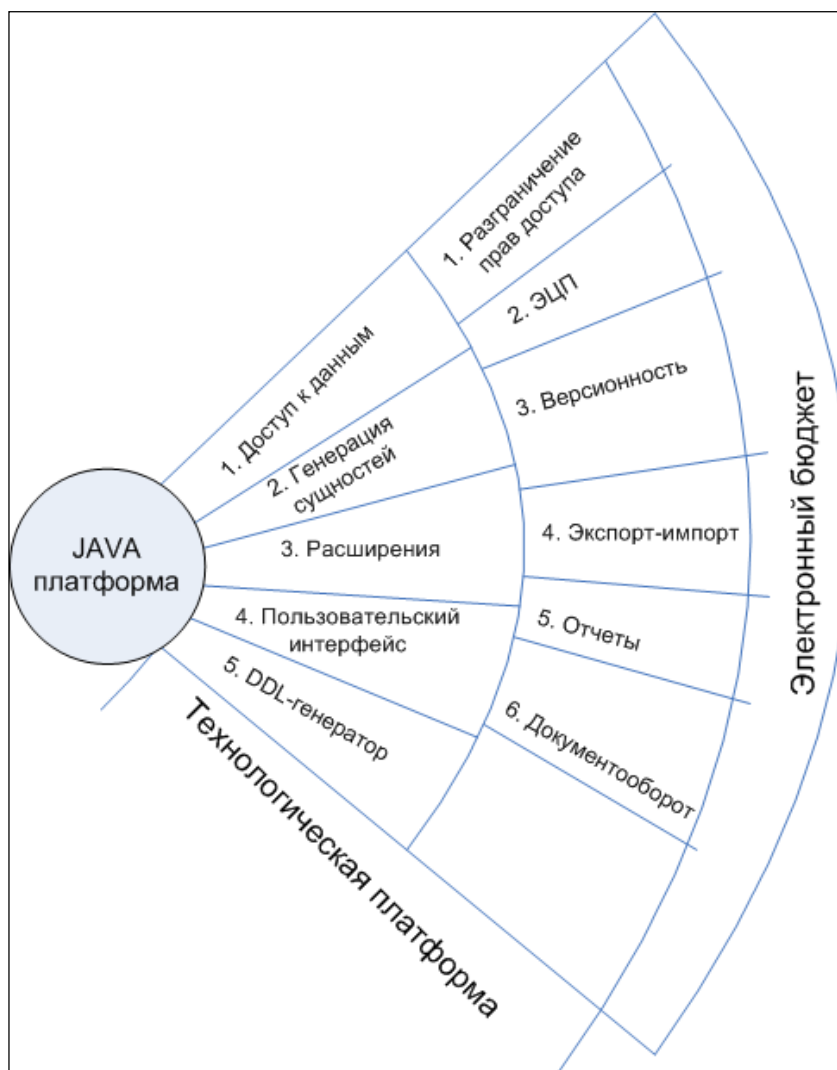 JAVA
платформа
1. Доступ к данным
2. Генерация
сущностей
3. Расширения
4. Пользовательский
интерфейс
5. DDL-генератор
1. Разграничение
прав доступа
2. ЭЦП
3. Версионность
4. Экспорт-импорт
5. Отчеты
6. Документооборот
Технологическая платформа
Электронный бюджет